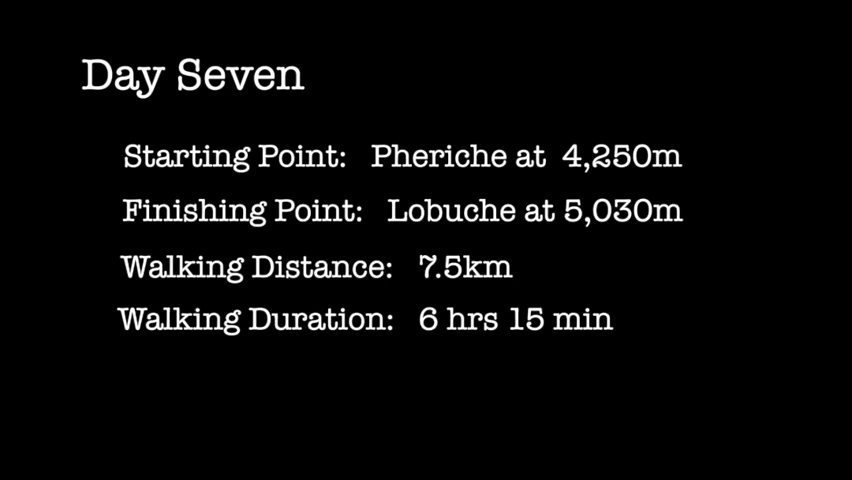 Day Seven
Starting Point: Pheriche at 4,250m
Finishing Point: Lobuche at 5,030m
Walking Distance: 7.5km
Walking Duration: 6 hrs 15 min